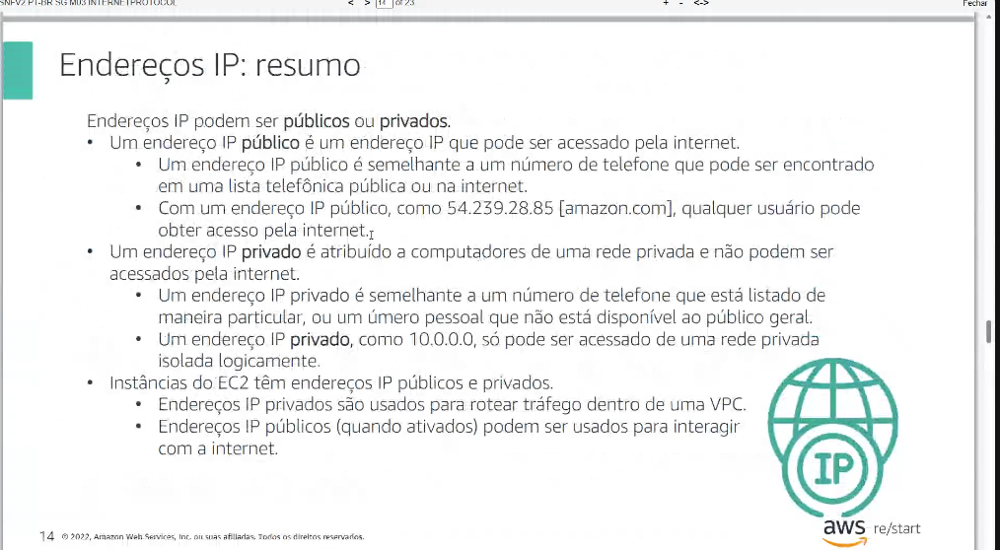 SNFV2 PT-BR SG M03 INTERNETPROTOCOL
< > 14 of 23
+ - <->
Fechar
Endereços IP: resumo
Endereços IP podem ser públicos ou privados.
• Um endereço IP público é um endereço IP que pode ser acessado pela internet.
• Um endereço IP público é semelhante a um número de telefone que pode ser encontrado
em uma lista telefônica pública ou na internet.
• Com um endereço IP público, como 54.239.28.85 [amazon.com], qualquer usuário pode
obter acesso pela internet.
• Um endereço IP privado é atribuído a computadores de uma rede privada e não podem ser
acessados pela internet.
• Um endereço IP privado é semelhante a um número de telefone que está listado de
maneira particular, ou um úmero pessoal que não está disponível ao público geral.
• Um endereço IP privado, como 10.0.0.0, só pode ser acessado de uma rede privada
isolada logicamente.
• Instâncias do EC2 têm endereços IP públicos e privados.
• Endereços IP privados são usados para rotear tráfego dentro de uma VPC.
• Endereços IP públicos (quando ativados) podem ser usados para interagir
com a internet.
IP
14 © 2022, Amazon Web Services, Inc. ou suas afiliadas. Todos os direitos reservados.
aws re/start